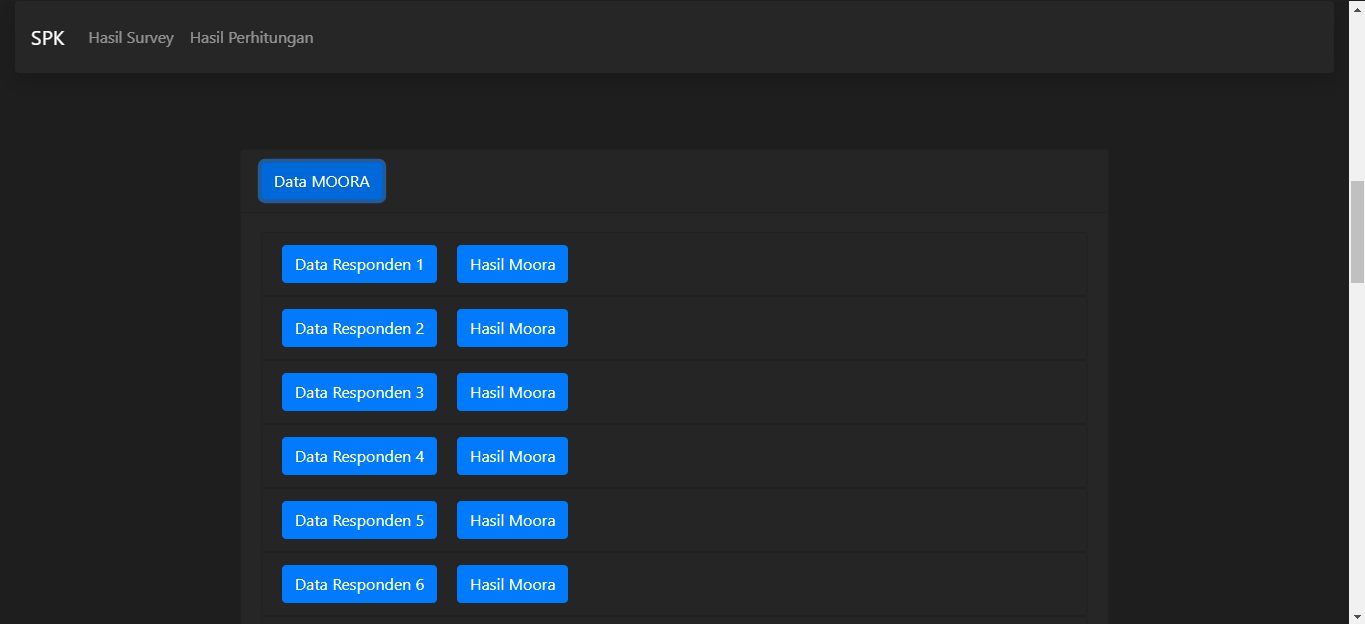 SPK Hasil Survey Hasil Perhitungan
Data MOORA
Data Responden 1 Hasil Moora
Data Responden 2 Hasil Moora
Data Responden 3 Hasil Moora
Data Responden 4 Hasil Moora
Data Responden 5 Hasil Moora
Data Responden 6 Hasil Moora